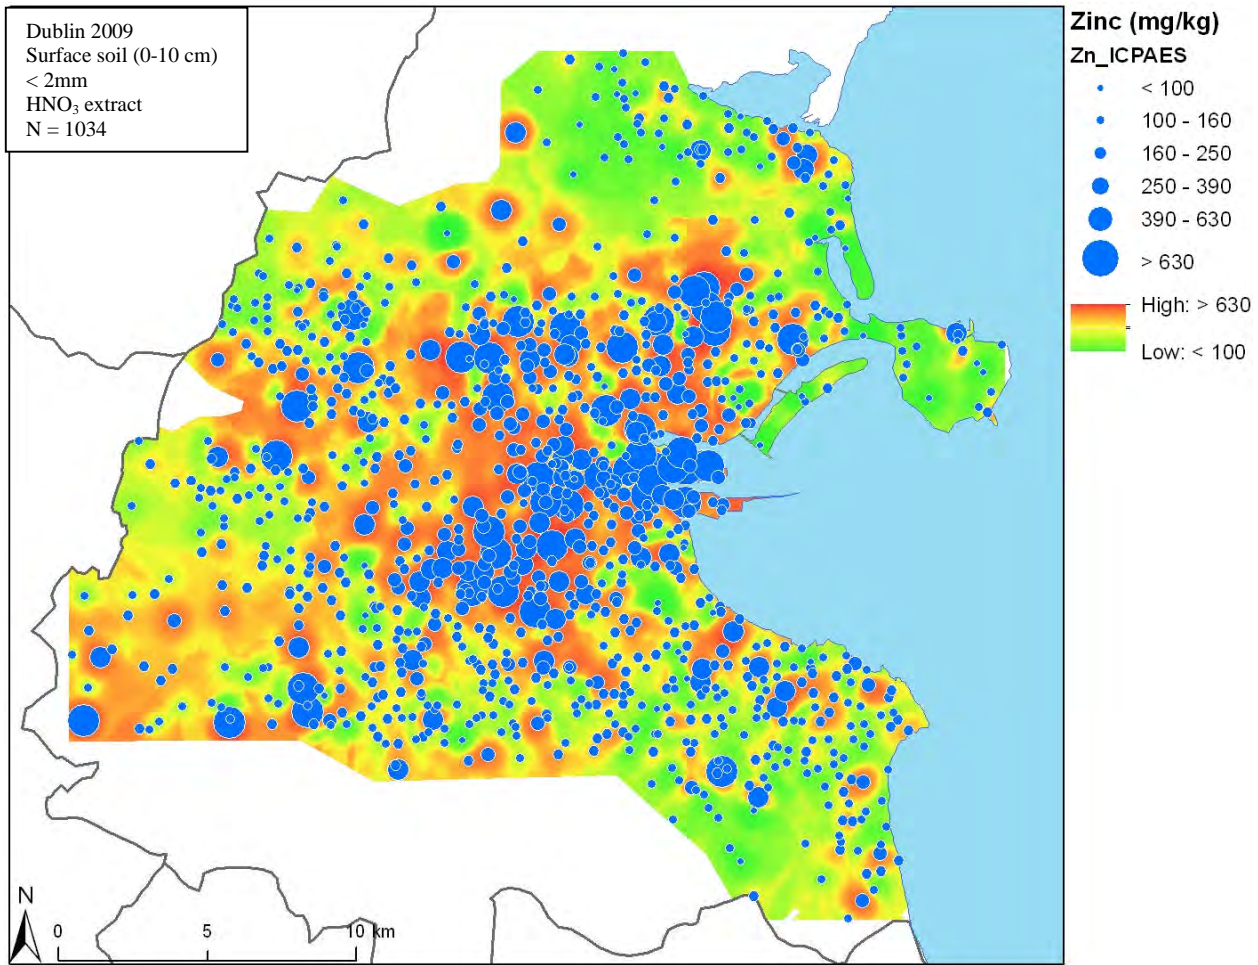 Dublin 2009
Surface soil (0-10 cm)
< 2mm
HNO₃ extract
N = 1034
Zinc (mg/kg)
Zn_ICPAES
< 100
100 - 160
160 - 250
250 - 390
390 - 630
> 630
High: > 630
Low: < 100
N
0 5 10 km